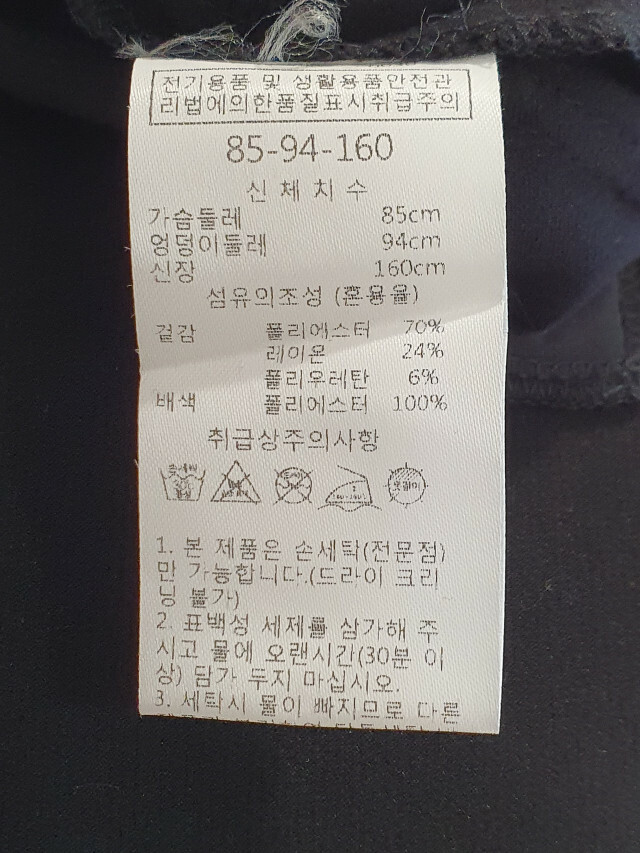 전기용품 및 생활용품안전관
리법에의한품질표시취급주의
85-94-160
신 체 치 수
가슴둘레 85cm
엉덩이둘레 94cm
신장 160cm
섬유의조성 (혼용율)
겉감 폴리에스터 70%
레이온 24%
폴리우레탄 6%
배색 폴리에스터 100%
취급상주의사항
1. 본 제품은 손세탁(전문점)
만 가능합니다.(드라이 크리
닝 불가)
2. 표백성 세제를 삼가해 주
시고 물에 오랜시간(30분 이
상) 담가 두지 마십시오.
3. 세탁시 물이 빠지므로 다른